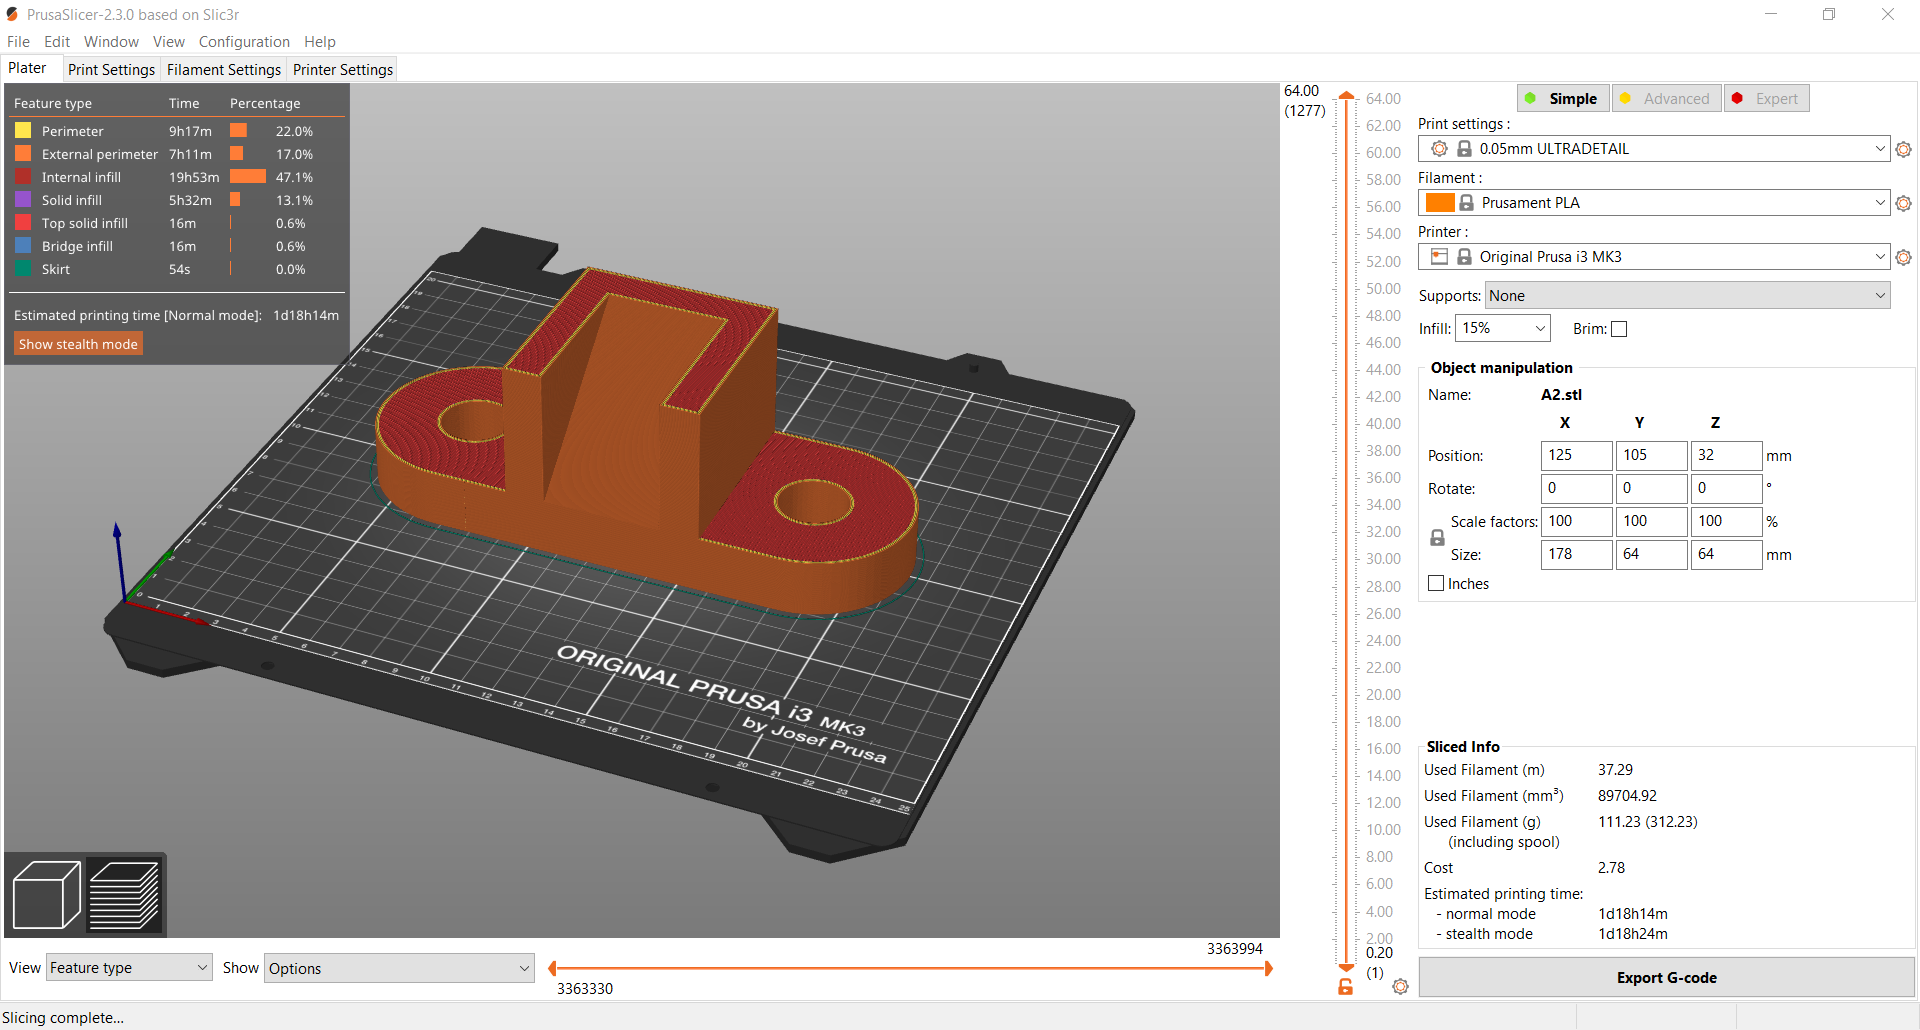 PrusaSlicer-2.3.0 based on Slic3r
File Edit Window View Configuration Help
Plater Print Settings Filament Settings Printer Settings
Feature type Time Percentage
Perimeter 9h17m 22.0%
External perimeter 7h11m 17.0%
Internal infill 19h53m 47.1%
Solid infill 5h32m 13.1%
Top solid infill 16m 0.6%
Bridge infill 16m 0.6%
Skirt 54s 0.0%
Estimated printing time [Normal mode]: 1d18h14m
Show stealth mode
ORIGINAL PRUSA i3 MK3
by Josef Prusa
0 1 2 3 4 5 6 7 8 9 10 11 12 13 14 15 16 17 18 19 20 21 22 23 24 25
View Feature type Show Options
3363994
3363330
64.00
(1277)
64.00
62.00
60.00
58.00
56.00
54.00
52.00
50.00
48.00
46.00
44.00
42.00
40.00
38.00
36.00
34.00
32.00
30.00
28.00
26.00
24.00
22.00
20.00
18.00
16.00
14.00
12.00
10.00
8.00
6.00
4.00
2.00
0.20
(1)
Simple Advanced Expert
Print settings :
0.05mm ULTRADETAIL
Filament :
Prusament PLA
Printer :
Original Prusa i3 MK3
Supports: None
Infill: 15% Brim:
Object manipulation
Name: A2.stl
X Y Z
Position: 125 105 32 mm
Rotate: 0 0 0 °
Scale factors: 100 100 100 %
Size: 178 64 64 mm
Inches
Sliced Info
Used Filament (m) 37.29
Used Filament (mm³) 89704.92
Used Filament (g) 111.23 (312.23)
(including spool)
Cost 2.78
Estimated printing time:
- normal mode 1d18h14m
- stealth mode 1d18h24m
Export G-code
Slicing complete...